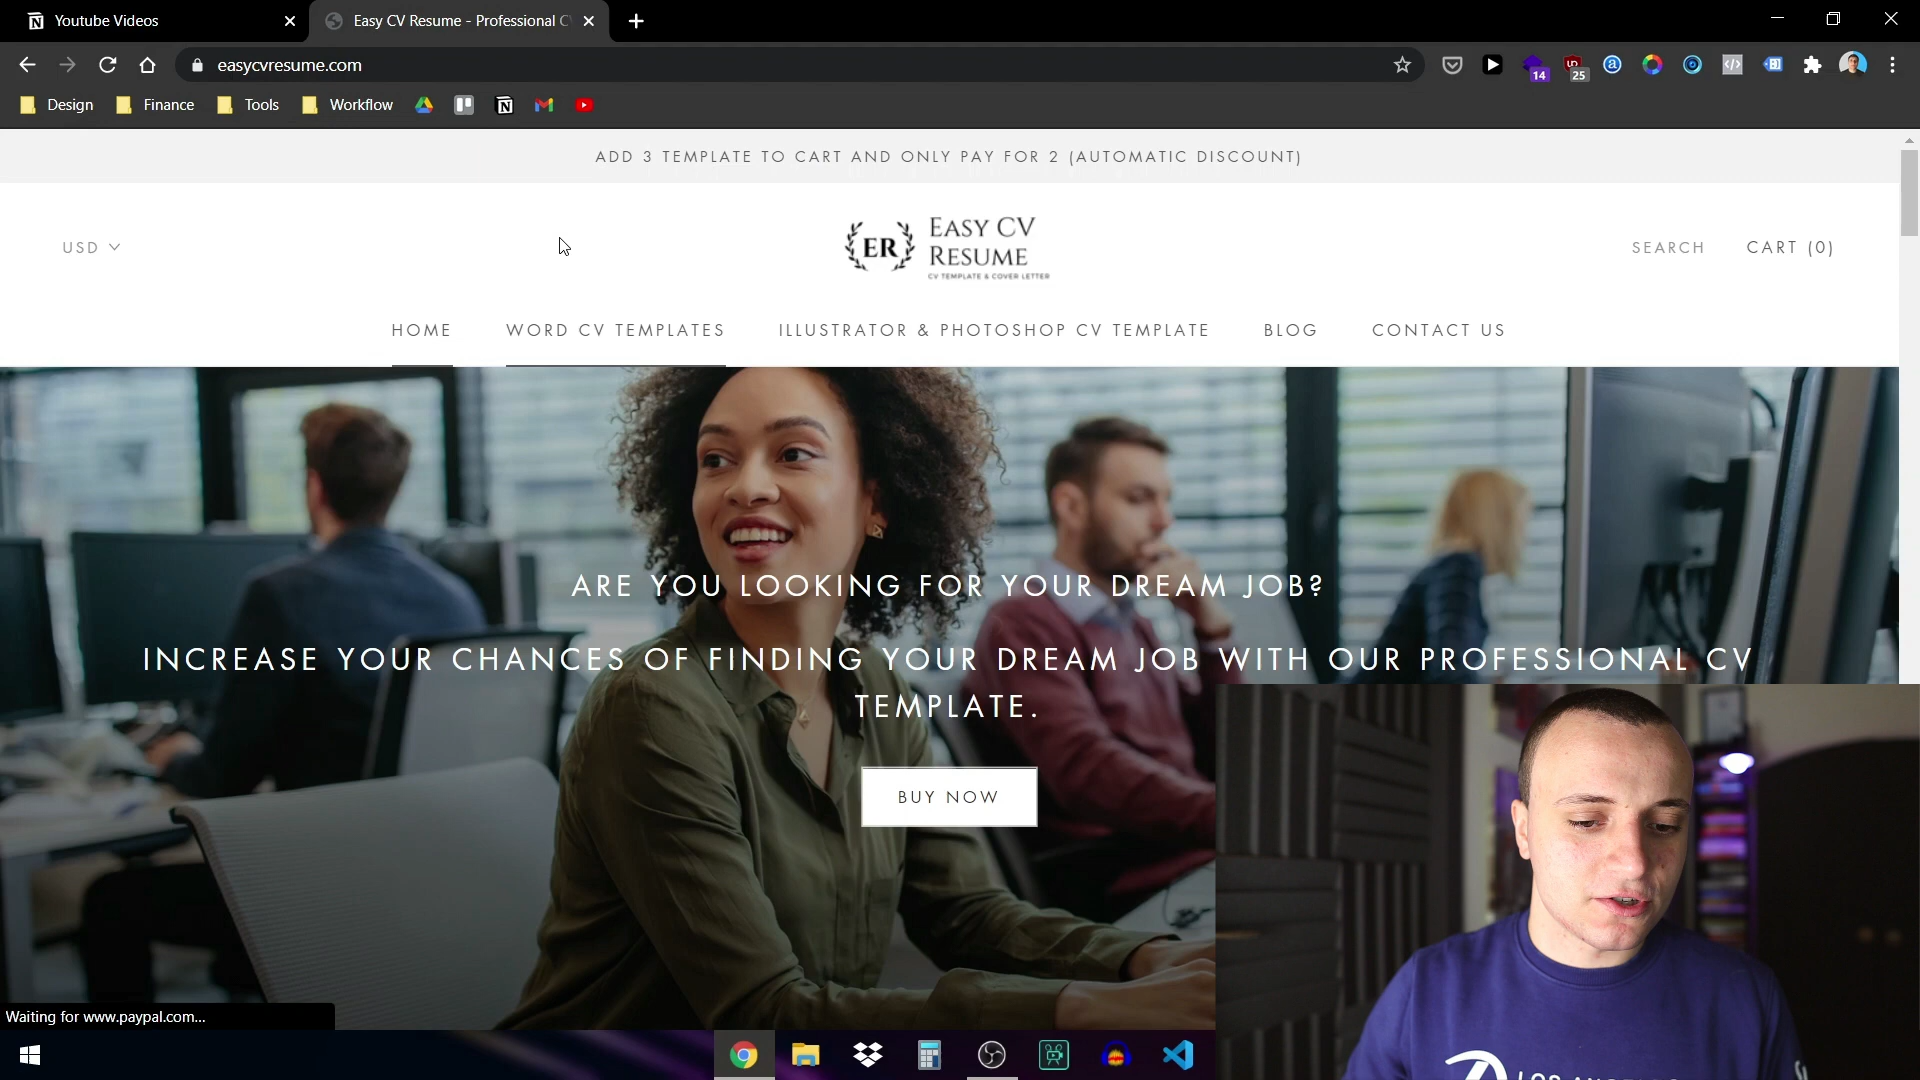 Youtube Videos
Easy CV Resume - Professional C
easycvresume.com
14
25
Design
Finance
Tools
Workflow
ADD 3 TEMPLATE TO CART AND ONLY PAY FOR 2 (AUTOMATIC DISCOUNT)
USD
ER
EASY CV
RESUME
CV TEMPLATE & COVER LETTER
SEARCH
CART (0)
HOME
WORD CV TEMPLATES
ILLUSTRATOR & PHOTOSHOP CV TEMPLATE
BLOG
CONTACT US
ARE YOU LOOKING FOR YOUR DREAM JOB?
INCREASE YOUR CHANCES OF FINDING YOUR DREAM JOB WITH OUR PROFESSIONAL CV
TEMPLATE.
BUY NOW
Waiting for www.paypal.com...